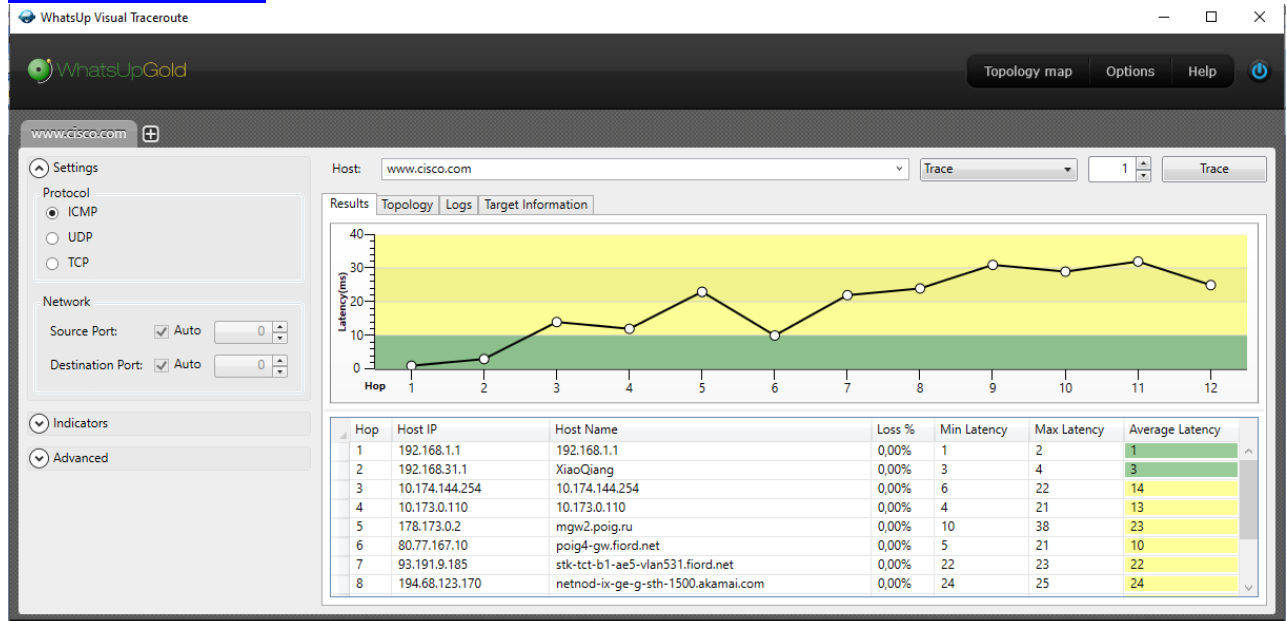 WhatsUp Visual Traceroute
WhatsUpGold
Topology map Options Help
www.cisco.com
Settings
Protocol
ICMP
UDP
TCP
Network
Source Port: Auto 0
Destination Port: Auto 0
Indicators
Advanced
Host: www.cisco.com Trace 1 Trace
Results Topology Logs Target Information
Latency(ms)
40
30
20
10
0
Hop 1 2 3 4 5 6 7 8 9 10 11 12
Hop Host IP Host Name Loss % Min Latency Max Latency Average Latency
1 192.168.1.1 192.168.1.1 0,00% 1 2 1
2 192.168.31.1 XiaoQiang 0,00% 3 4 3
3 10.174.144.254 10.174.144.254 0,00% 6 22 14
4 10.173.0.110 10.173.0.110 0,00% 4 21 13
5 178.173.0.2 mgw2.poig.ru 0,00% 10 38 23
6 80.77.167.10 poig4-gw.fiord.net 0,00% 5 21 10
7 93.191.9.185 stk-tct-b1-ae5-vlan531.fiord.net 0,00% 22 23 22
8 194.68.123.170 netnod-ix-ge-g-sth-1500.akamai.com 0,00% 24 25 24